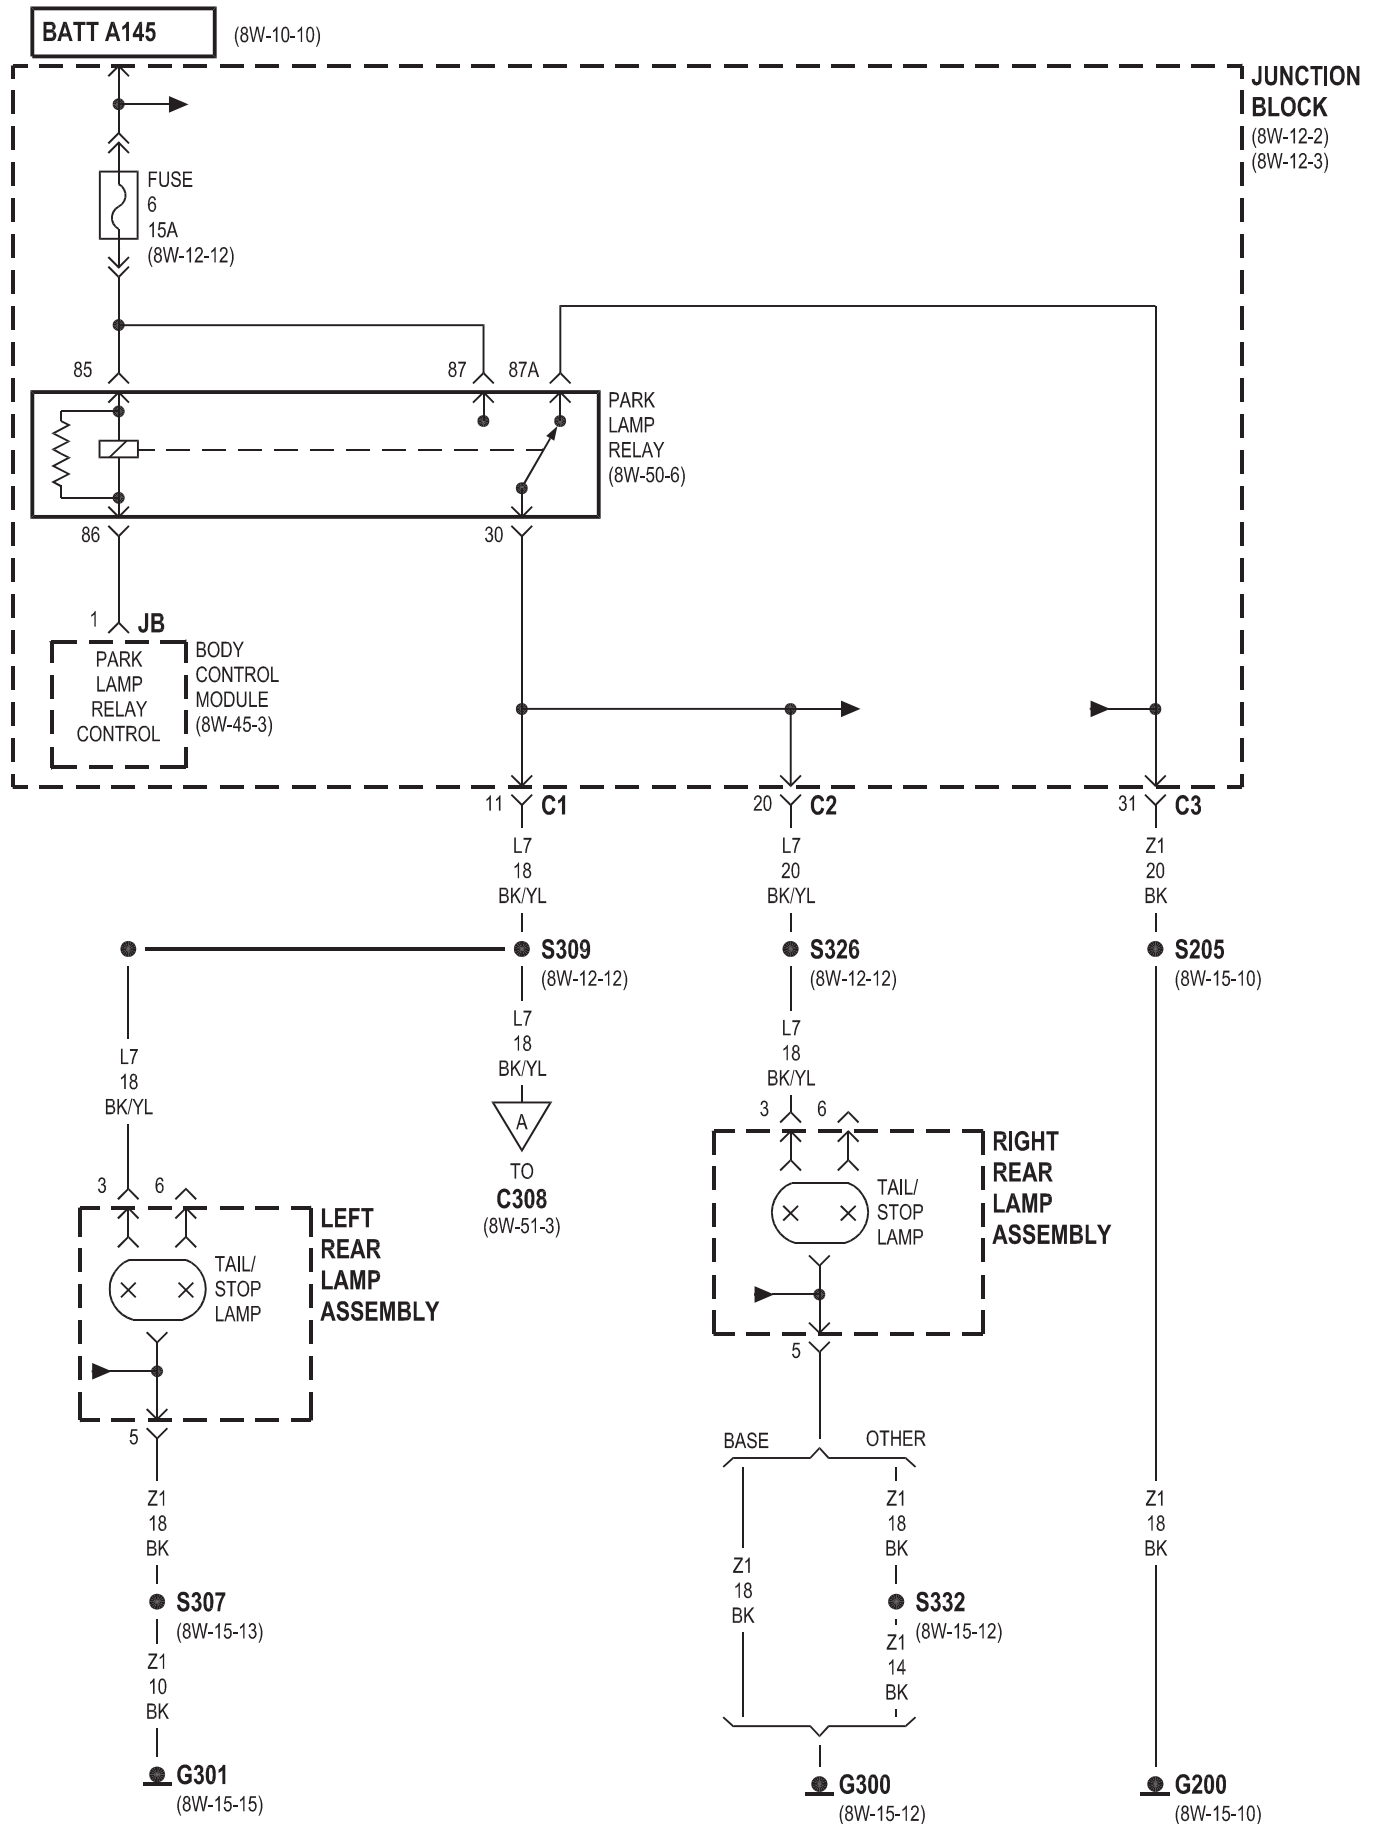 BATT A145
(8W-10-10)
JUNCTION
BLOCK
(8W-12-2)
(8W-12-3)
FUSE
6
15A
(8W-12-12)
85
87
87A
PARK
LAMP
RELAY
(8W-50-6)
86
30
1
JB
PARK
LAMP
RELAY
CONTROL
BODY
CONTROL
MODULE
(8W-45-3)
11
C1
20
C2
31
C3
L7
18
BK/YL
L7
20
BK/YL
Z1
20
BK
S309
(8W-12-12)
S326
(8W-12-12)
S205
(8W-15-10)
L7
18
BK/YL
L7
18
BK/YL
L7
18
BK/YL
A
TO
C308
(8W-51-3)
3
6
RIGHT
REAR
LAMP
ASSEMBLY
TAIL/
STOP
LAMP
5
3
6
LEFT
REAR
LAMP
ASSEMBLY
TAIL/
STOP
LAMP
5
BASE
OTHER
Z1
18
BK
Z1
18
BK
Z1
18
BK
Z1
18
BK
S307
(8W-15-13)
S332
(8W-15-12)
Z1
10
BK
Z1
14
BK
G301
(8W-15-15)
G300
(8W-15-12)
G200
(8W-15-10)